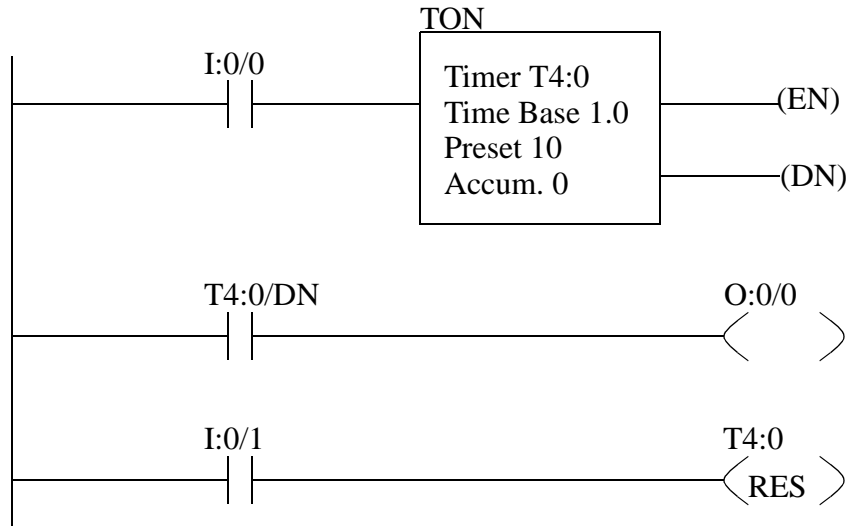 TON
I:0/0
Timer T4:0
Time Base 1.0
Preset 10
Accum. 0
(EN)
(DN)
T4:0/DN
O:0/0
I:0/1
T4:0
RES